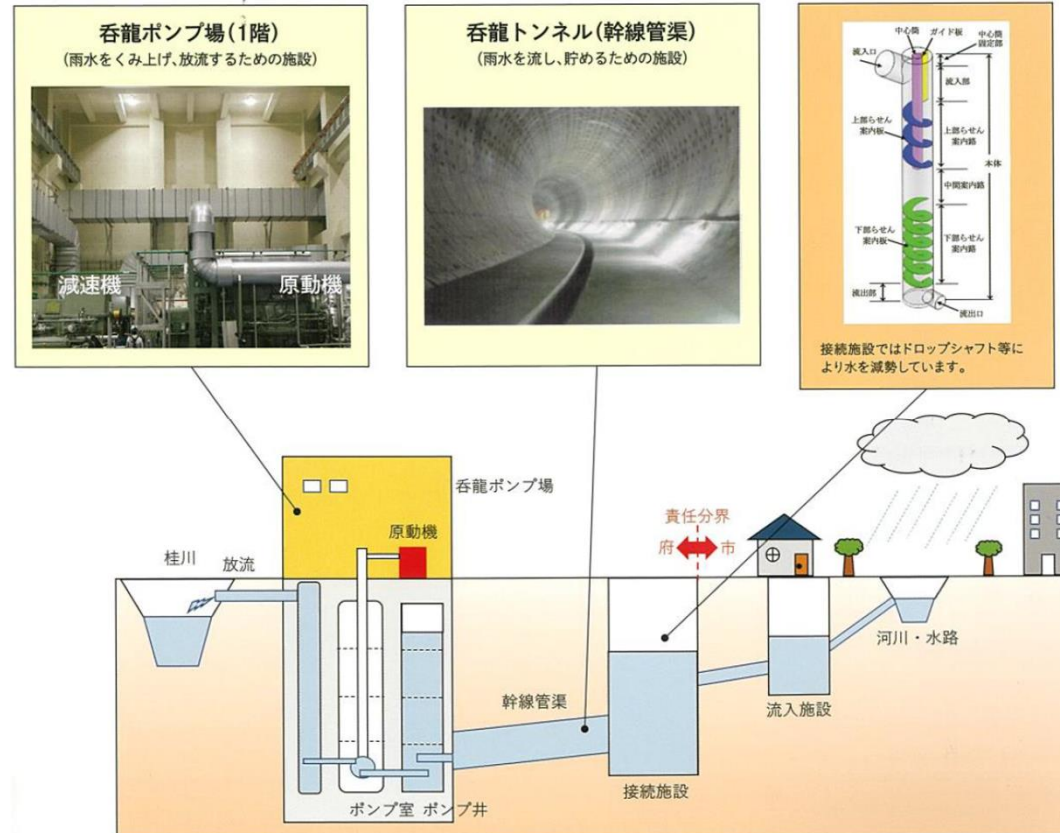 呑龍ポンプ場(1階)
(雨水をくみ上げ、放流するための施設)
減速機
原動機
呑龍トンネル(幹線管渠)
(雨水を流し、貯めるための施設)
中心筒
ガイド板
中心筒
固定部
流入口
流入部
上部らせん
案内板
上部らせん
案内路
本体
中間案内路
下部らせん
案内板
下部らせん
案内路
流出部
流出口
接続施設ではドロップシャフト等に
より水を減勢しています。
呑龍ポンプ場
原動機
桂川
放流
責任分界
府
市
河川・水路
流入施設
幹線管渠
接続施設
ポンプ室
ポンプ井